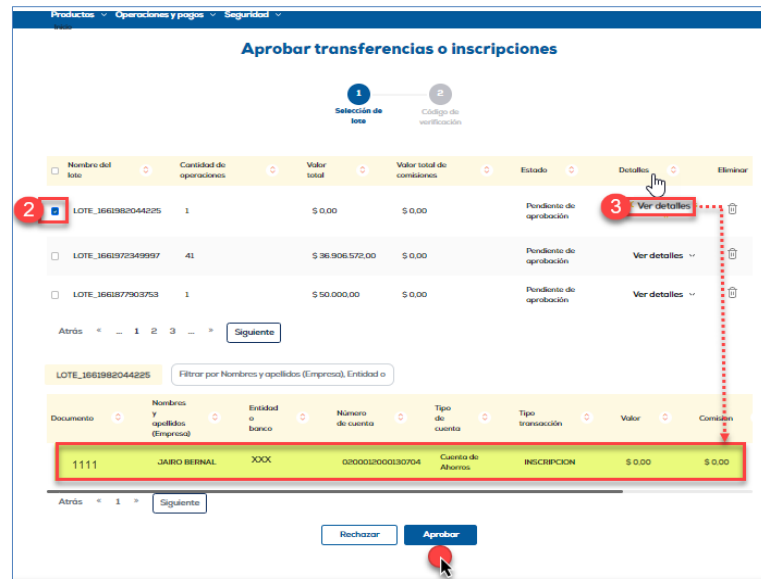 Productos Operaciones y pagos Seguridad
Inicio
Aprobar transferencias o inscripciones
1 2
Selección de lote Código de verificación
Nombre del lote Cantidad de operaciones Valor total Valor total de comisiones Estado Detalles Eliminar
2 LOTE_1661982044225 1 $ 0,00 $ 0,00 Pendiente de aprobación 3 Ver detalles
LOTE_1661972349997 41 $ 36.906.572,00 $ 0,00 Pendiente de aprobación Ver detalles
LOTE_1661877903753 1 $ 50.000,00 $ 0,00 Pendiente de aprobación Ver detalles
Atrás « ... 1 2 3 ... » Siguiente
LOTE_1661982044225 Filtrar por Nombres y apellidos (Empresa), Entidad o
Documento Nombres y apellidos (Empresa) Entidad o banco Número de cuenta Tipo de cuenta Tipo transacción Valor Comision
1111 JAIRO BERNAL XXX 0200012000130704 Cuenta de Ahorros INSCRIPCION $ 0,00 $ 0,00
Atrás « 1 » Siguiente
Rechazar Aprobar